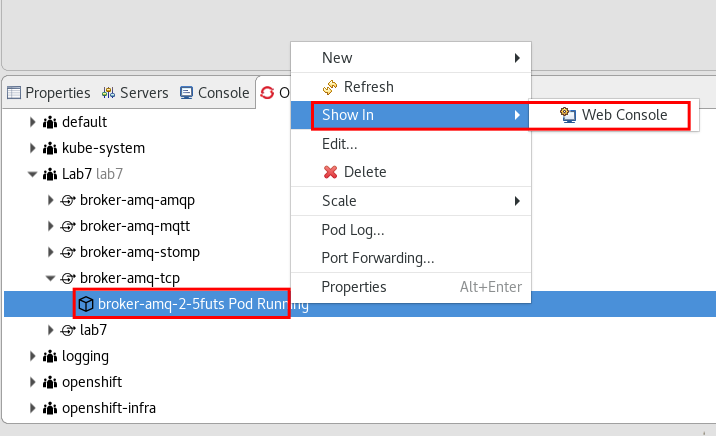 New
Refresh
Show In
Web Console
Edit...
Delete
Scale
Pod Log...
Port Forwarding...
Properties Alt+Enter
Properties Servers Console O
default
kube-system
Lab7 lab7
broker-amq-amqp
broker-amq-mqtt
broker-amq-stomp
broker-amq-tcp
broker-amq-2-5futs Pod Running
lab7
logging
openshift
openshift-infra